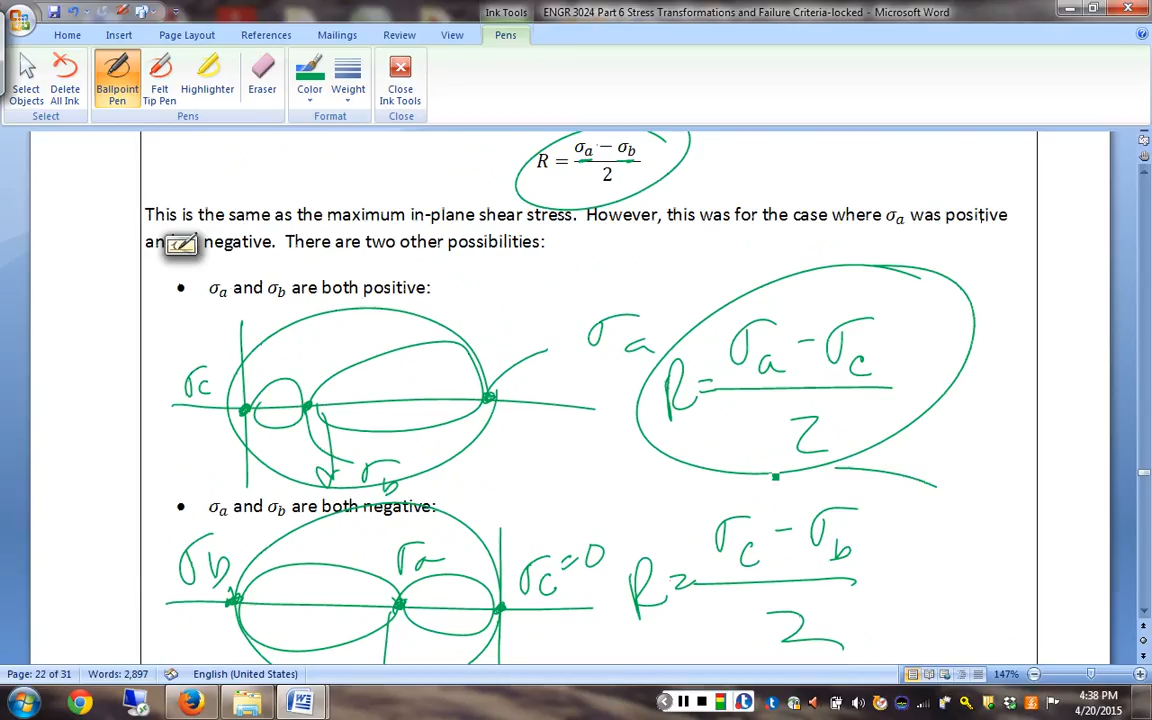 Ink Tools
ENGR 3024 Part 6 Stress Transformations and Failure Criteria-locked - Microsoft Word
Home Insert Page Layout References Mailings Review View Pens
Select Objects
Delete All Ink
Ballpoint Pen
Felt Tip Pen
Highlighter
Eraser
Color
Weight
Close Ink Tools
Select Pens Format Close
R = (σa − σb) / 2
This is the same as the maximum in-plane shear stress. However, this was for the case where σa was positive
negative. There are two other possibilities:
• σa and σb are both positive:
σc
σa
R = (σa − σc) / 2
σb
• σa and σb are both negative:
σb
σa
σc = 0
R = (σc − σb) / 2
Page: 22 of 31 Words: 2,897 English (United States) 147%
4:38 PM
4/20/2015